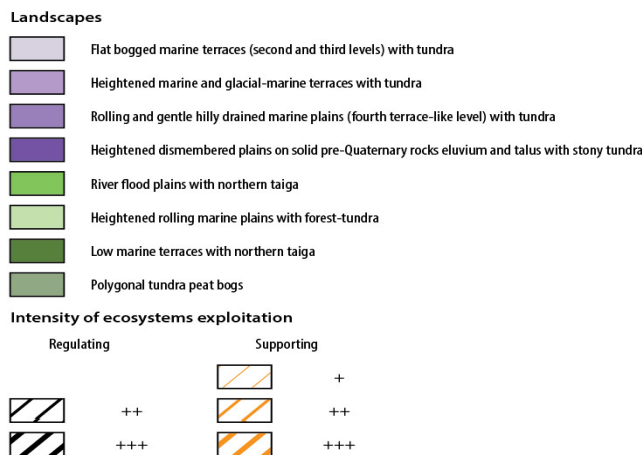 Landscapes
Flat bogged marine terraces (second and third levels) with tundra
Heightened marine and glacial-marine terraces with tundra
Rolling and gentle hilly drained marine plains (fourth terrace-like level) with tundra
Heightened dismembered plains on solid pre-Quaternary rocks eluvium and talus with stony tundra
River flood plains with northern taiga
Heightened rolling marine plains with forest-tundra
Low marine terraces with northern taiga
Polygonal tundra peat bogs
Intensity of ecosystems exploitation
Regulating Supporting
+
++ ++
+++ +++